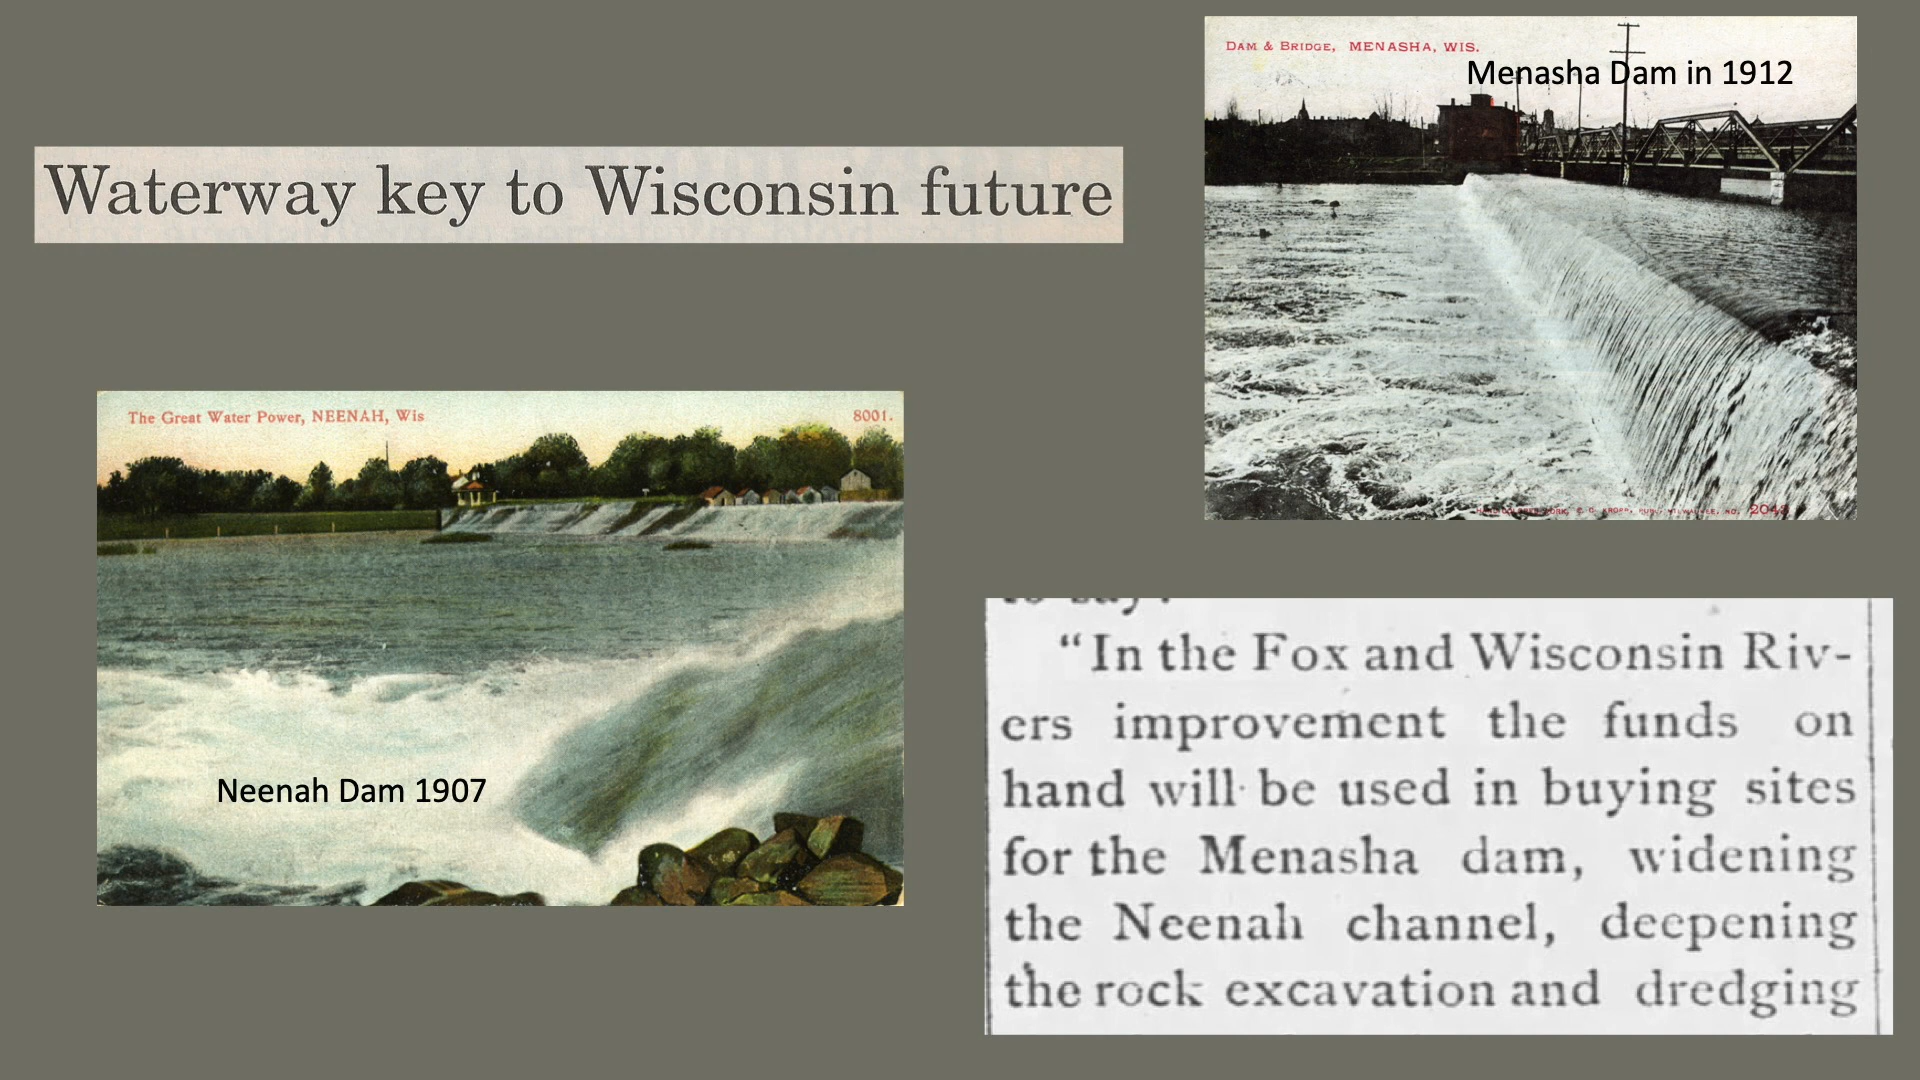 Waterway key to Wisconsin future
DAM & BRIDGE, MENASHA, WIS.
Menasha Dam in 1912
The Great Water Power, NEENAH, Wis
8001.
Neenah Dam 1907
"In the Fox and Wisconsin Riv-
ers improvement the funds on
hand will be used in buying sites
for the Menasha dam, widening
the Neenah channel, deepening
the rock excavation and dredging